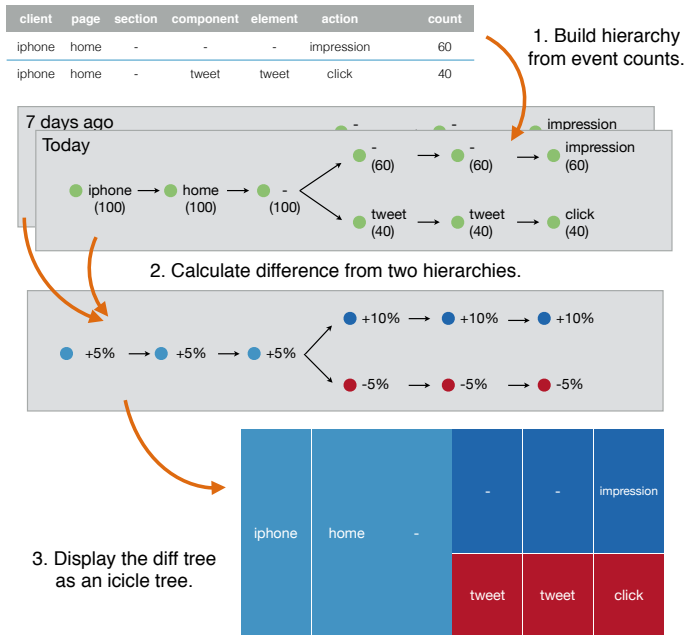 client page section component element action count
iphone home - - - impression 60
iphone home - tweet tweet click 40
1. Build hierarchy
from event counts.
7 days ago
- - impression
Today
- - impression
(60) (60) (60)
iphone home -
(100) (100) (100)
tweet tweet click
(40) (40) (40)
2. Calculate difference from two hierarchies.
+10% +10% +10%
+5% +5% +5%
-5% -5% -5%
- - impression
iphone home -
tweet tweet click
3. Display the diff tree
as an icicle tree.